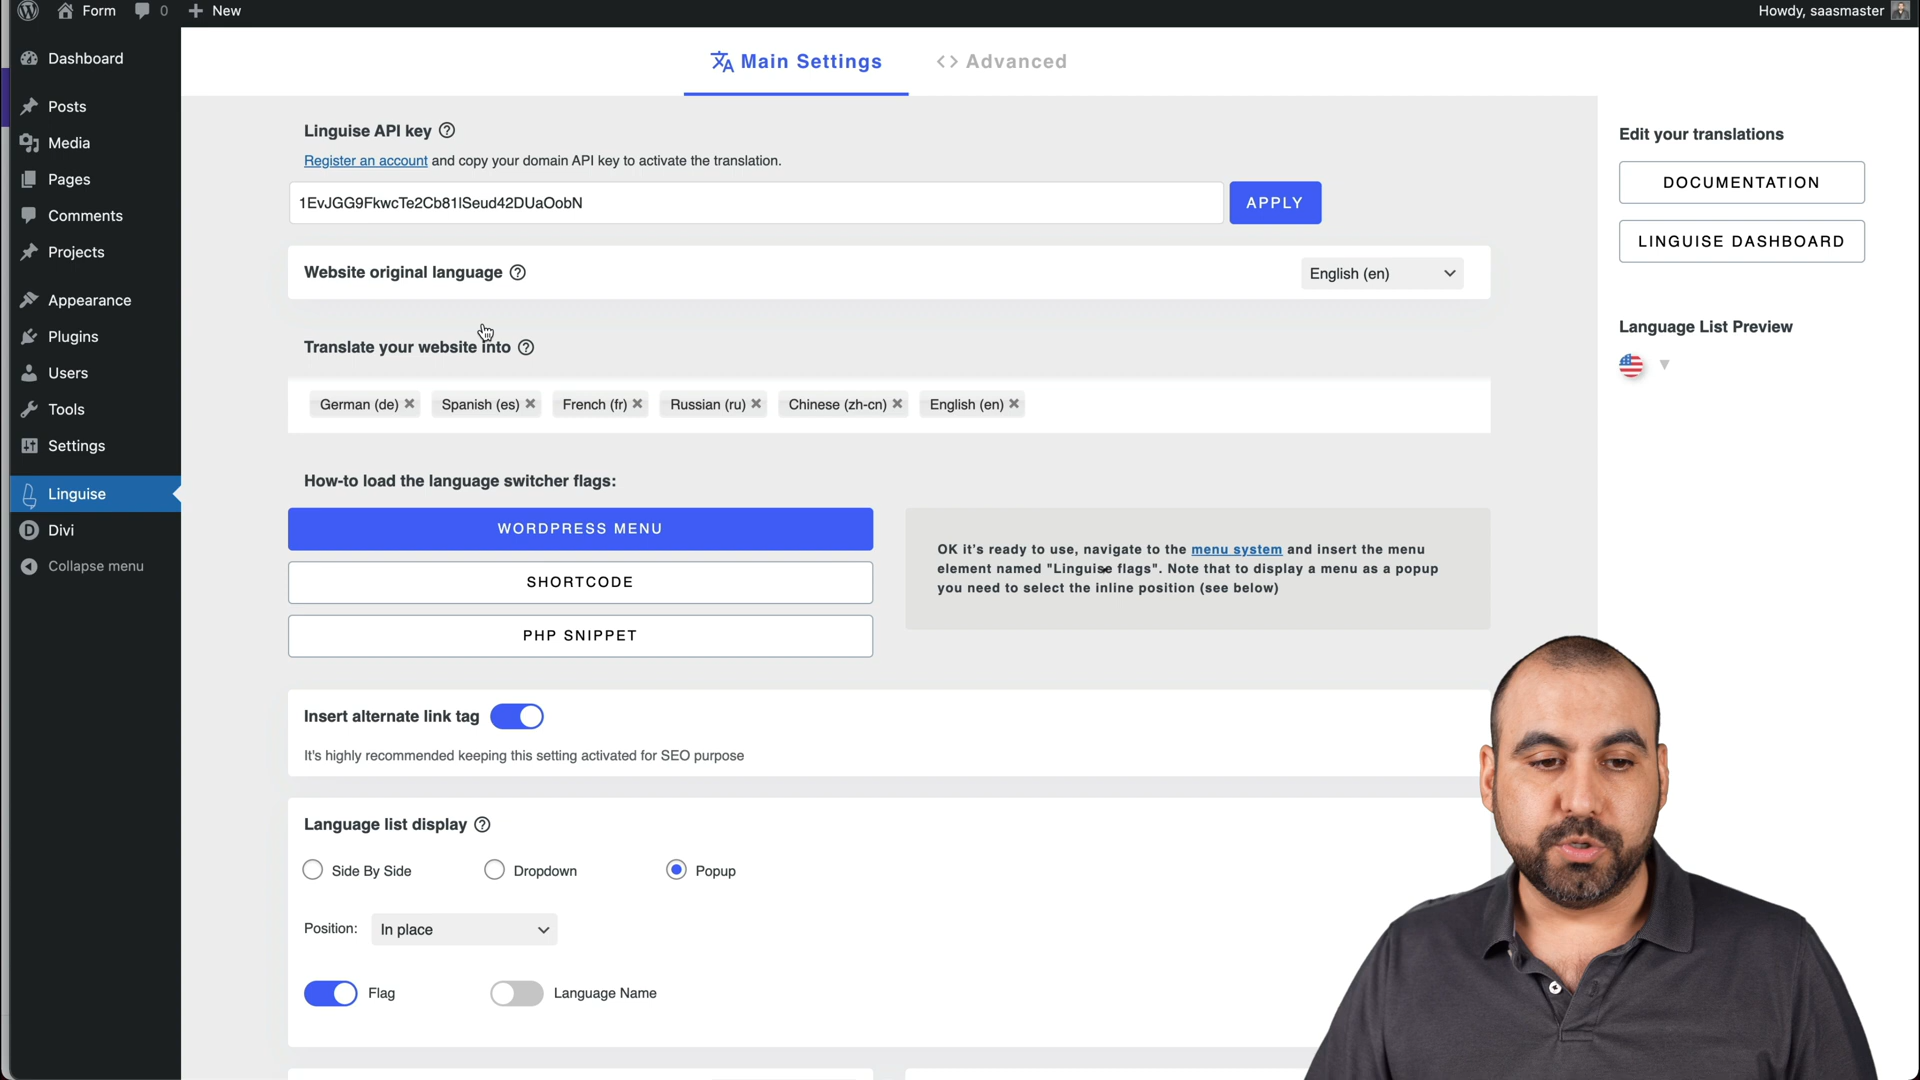 Form 0 New Howdy, saasmaster
Dashboard
Posts
Media
Pages
Comments
Projects
Appearance
Plugins
Users
Tools
Settings
Linguise
Divi
Collapse menu
Main Settings <> Advanced
Linguise API key ?
Register an account and copy your domain API key to activate the translation.
1EvJGG9FkwcTe2Cb81lSeud42DUaOobN APPLY
Website original language ? English (en)
Translate your website into ?
German (de) × Spanish (es) × French (fr) × Russian (ru) × Chinese (zh-cn) × English (en) ×
How-to load the language switcher flags:
WORDPRESS MENU
SHORTCODE
PHP SNIPPET
OK it's ready to use, navigate to the menu system and insert the menu
element named "Linguise flags". Note that to display a menu as a popup
you need to select the inline position (see below)
Insert alternate link tag
It's highly recommended keeping this setting activated for SEO purpose
Language list display ?
Side By Side Dropdown Popup
Position: In place
Flag Language Name
Edit your translations
DOCUMENTATION
LINGUISE DASHBOARD
Language List Preview